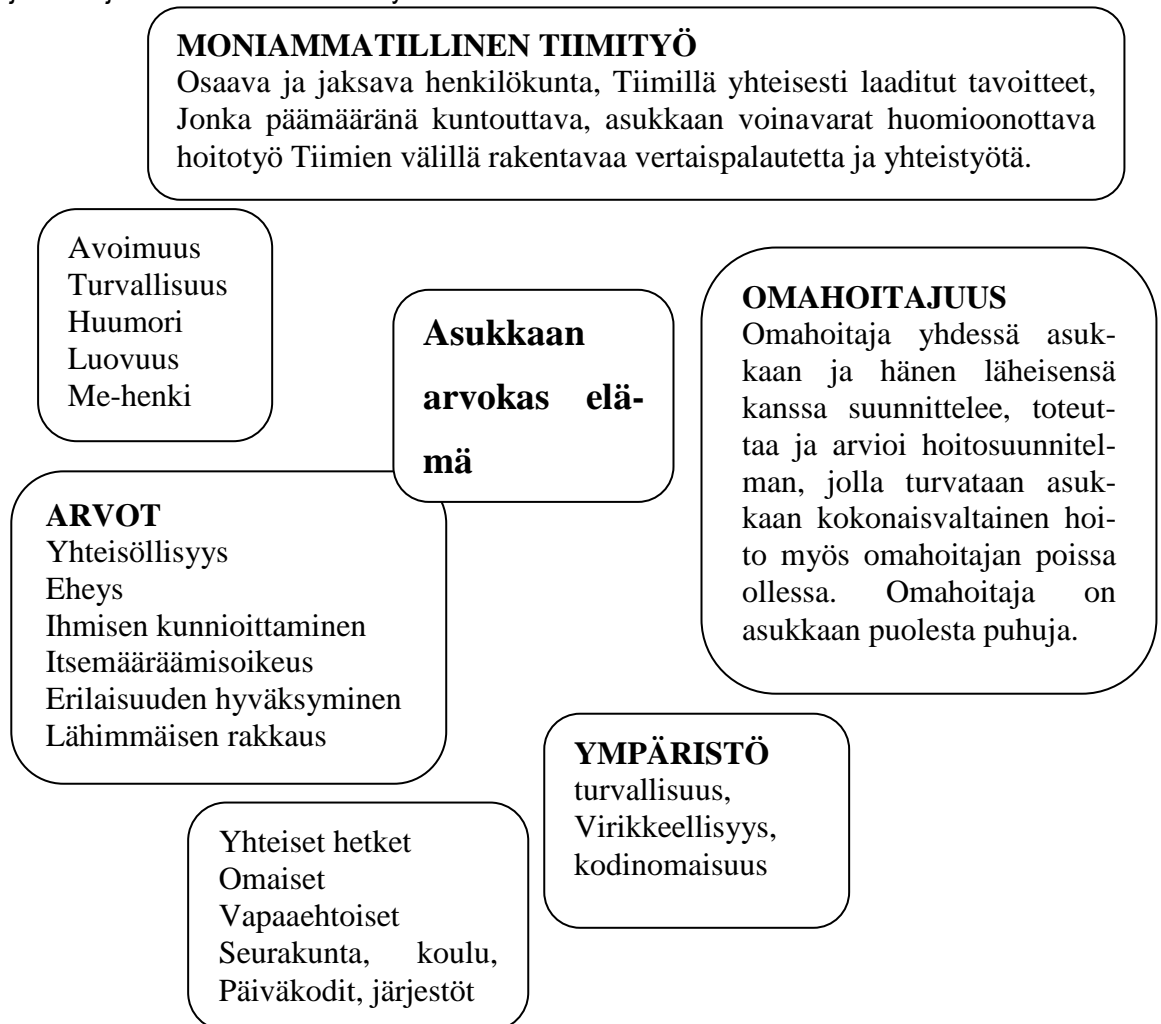 MONIAMMATILLINEN TIIMITYÖ
Osaava ja jaksava henkilökunta, Tiimillä yhteisesti laaditut tavoitteet,
Jonka päämääränä kuntouttava, asukkaan voinavarat huomioonottava
hoitotyö Tiimien välillä rakentavaa vertaispalautetta ja yhteistyötä.
Avoimuus
Turvallisuus
Huumori
Luovuus
Me-henki
Asukkaan
arvokas elä-
mä
OMAHOITAJUUS
Omahoitaja yhdessä asuk-
kaan ja hänen läheisensä
kanssa suunnittelee, toteut-
taa ja arvioi hoitosuunnitel-
man, jolla turvataan asuk-
kaan kokonaisvaltainen hoi-
to myös omahoitajan poissa
ollessa. Omahoitaja on
asukkaan puolesta puhuja.
ARVOT
Yhteisöllisyys
Eheys
Ihmisen kunnioittaminen
Itsemääräämisoikeus
Erilaisuuden hyväksyminen
Lähimmäisen rakkaus
YMPÄRISTÖ
turvallisuus,
Virikkeellisyys,
kodinomaisuus
Yhteiset hetket
Omaiset
Vapaaehtoiset
Seurakunta, koulu,
Päiväkodit, järjestöt